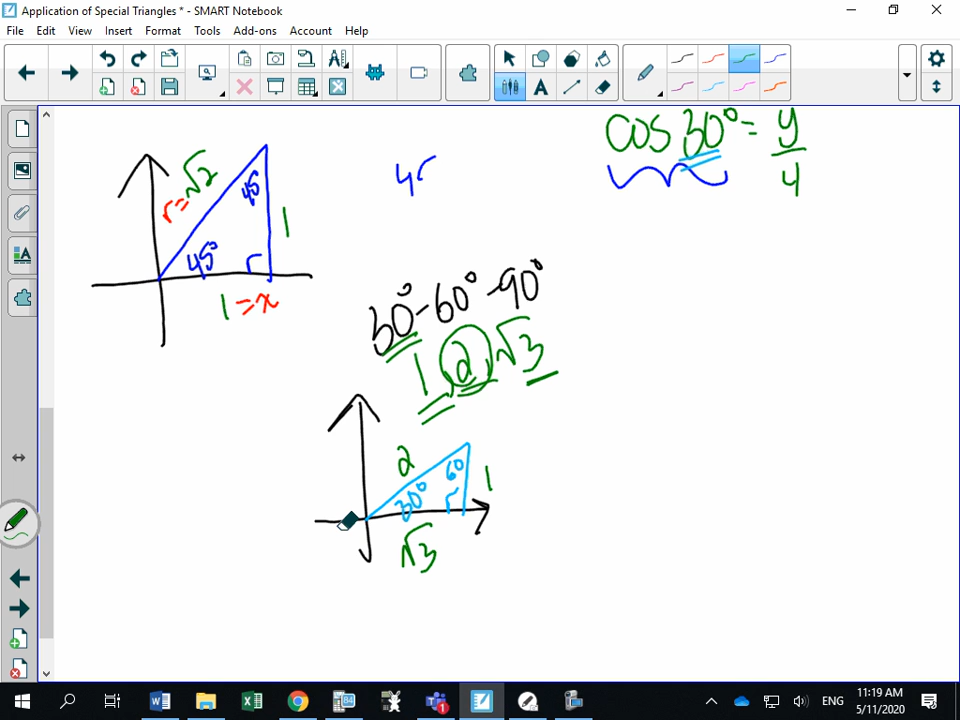 Application of Special Triangles * - SMART Notebook
File Edit View Insert Format Tools Add-ons Account Help
cos 30° = y
4
r=√2
45
45°
1
1 = x
30° - 60° - 90°
1, 2, √3
2
60
30°
1
√3
ENG
11:19 AM
5/11/2020